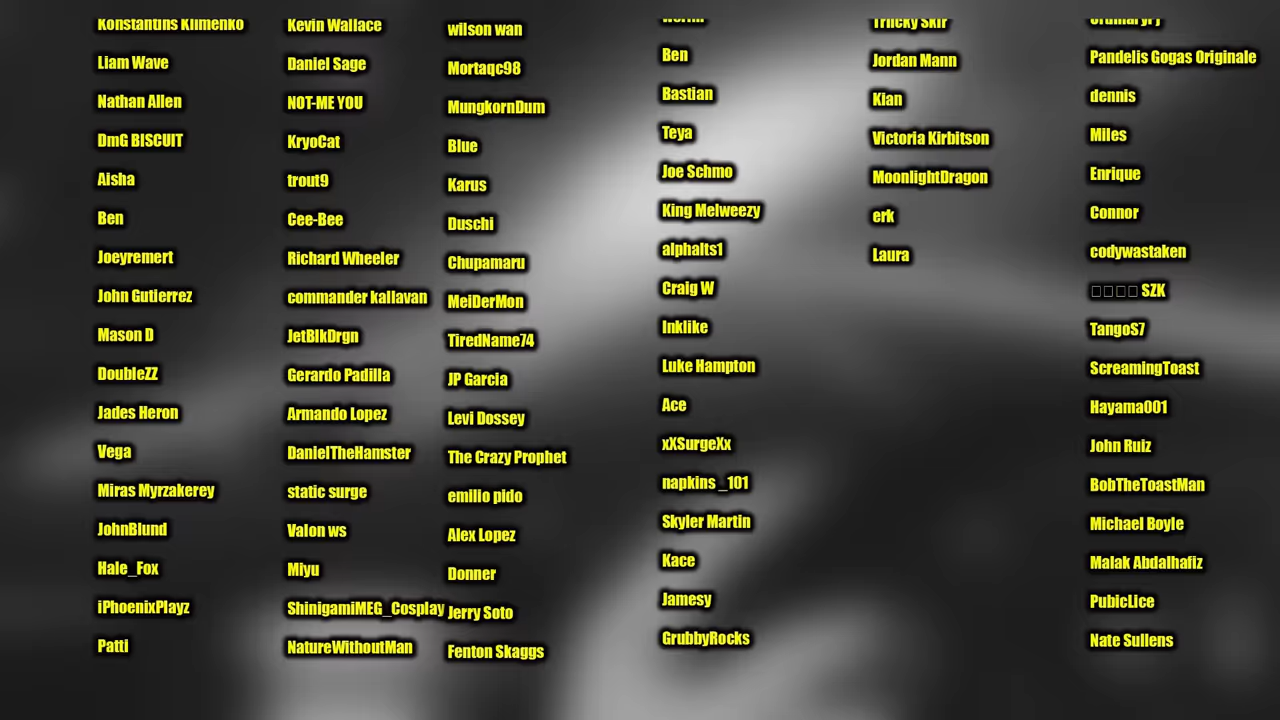 Konstantins Klimenko
Liam Wave
Nathan Allen
DmG BISCUIT
Aisha
Ben
Joeyremert
John Gutierrez
Mason D
DoubleZZ
Jades Heron
Vega
Miras Myrzakerey
JohnBlund
Hale_Fox
iPhoenixPlayz
Patti
Kevin Wallace
Daniel Sage
NOT-ME YOU
KryoCat
trout9
Cee-Bee
Richard Wheeler
commander kallavan
JetBlkDrgn
Gerardo Padilla
Armando Lopez
DanielTheHamster
static surge
Valon ws
Miyu
ShinigamiMEG_Cosplay
NatureWithoutMan
wilson wan
Mortaqc98
MungkornDum
Blue
Karus
Duschi
Chupamaru
MeiDerMon
TiredName74
JP Garcia
Levi Dossey
The Crazy Prophet
emilio pido
Alex Lopez
Donner
Jerry Soto
Fenton Skaggs
Ben
Bastian
Teya
Joe Schmo
King Melweezy
alphalts1
Craig W
Inklike
Luke Hampton
Ace
xXSurgeXx
napkins _101
Skyler Martin
Kace
Jamesy
GrubbyRocks
Jordan Mann
Kian
Victoria Kirbitson
MoonlightDragon
erk
Laura
Pandelis Gogas Originale
dennis
Miles
Enrique
Connor
codywastaken
SZK
TangoS7
ScreamingToast
Hayama001
John Ruiz
BobTheToastMan
Michael Boyle
Malak Abdalhafiz
PubicLice
Nate Sullens